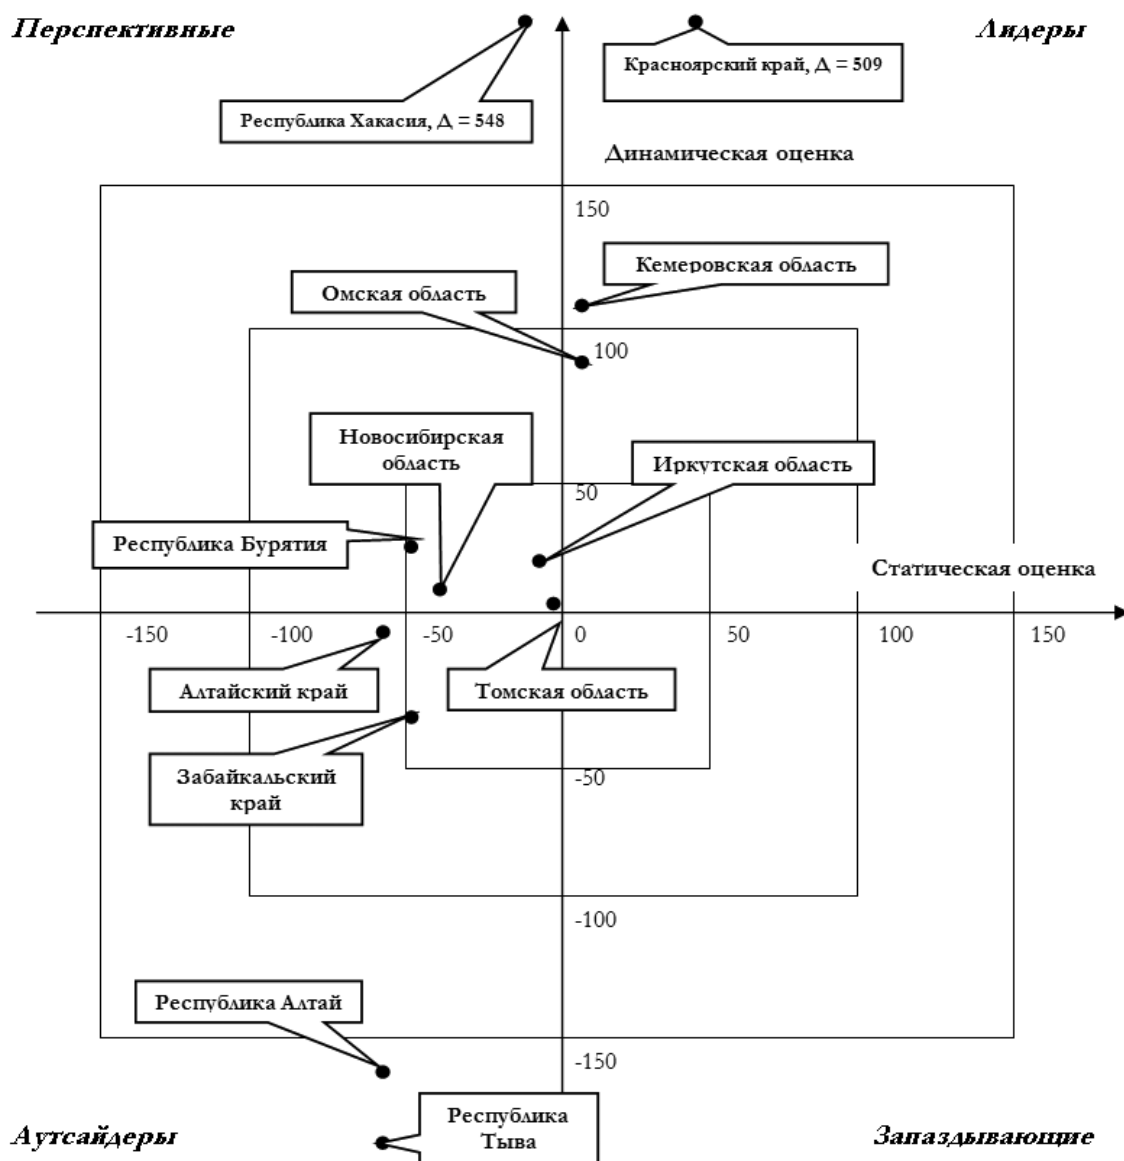 Перспективные
Лидеры
Красноярский край, Д = 509
Республика Хакасия, Д = 548
Динамическая оценка
150
Кемеровская область
Омская область
100
Новосибирская
область
Иркутская область
50
Республика Бурятия
Статическая оценка
-150 -100 -50 0 50 100 150
Алтайский край
Томская область
Забайкальский
край
-50
-100
Республика Алтай
-150
Республика
Тыва
Аутсайдеры
Запаздывающие